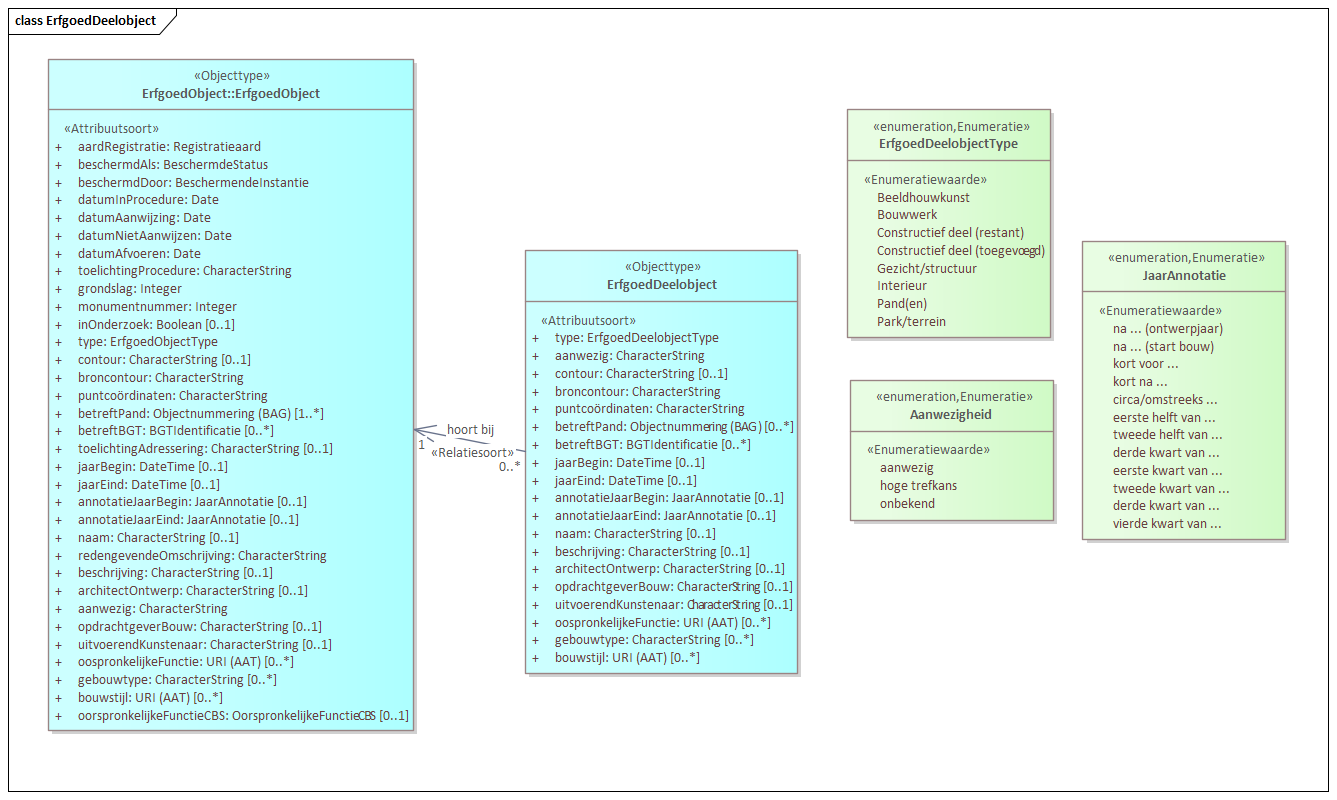 class ErfgoedDeelobject
«Objecttype»
ErfgoedObject::ErfgoedObject
«Attribuutsoort»
+ aardRegistratie: Registratieaard
+ beschermdAls: BeschermdeStatus
+ beschermdDoor: BeschermendeInstantie
+ datumInProcedure: Date
+ datumAanwijzing: Date
+ datumNietAanwijzen: Date
+ datumAfvoeren: Date
+ toelichtingProcedure: CharacterString
+ grondslag: Integer
+ monumentnummer: Integer
+ inOnderzoek: Boolean [0..1]
+ type: ErfgoedObjectType
+ contour: CharacterString [0..1]
+ broncontour: CharacterString
+ puntcoördinaten: CharacterString
+ betreftPand: Objectnummering (BAG) [1..*]
+ betreftBGT: BGTIdentificatie [0..*]
+ toelichtingAdressering: CharacterString [0..1]
+ jaarBegin: DateTime [0..1]
+ jaarEind: DateTime [0..1]
+ annotatieJaarBegin: JaarAnnotatie [0..1]
+ annotatieJaarEind: JaarAnnotatie [0..1]
+ naam: CharacterString [0..1]
+ redengevendeOmschrijving: CharacterString
+ beschrijving: CharacterString [0..1]
+ architectOntwerp: CharacterString [0..1]
+ aanwezig: CharacterString
+ opdrachtgeverBouw: CharacterString [0..1]
+ uitvoerendKunstenaar: CharacterString [0..1]
+ oospronkelijkeFunctie: URI (AAT) [0..*]
+ gebouwtype: CharacterString [0..*]
+ bouwstijl: URI (AAT) [0..*]
+ oorspronkelijkeFunctieCBS: OorspronkelijkeFunctieCBS [0..1]
hoort bij
1
«Relatiesoort»
0..*
«Objecttype»
ErfgoedDeelobject
«Attribuutsoort»
+ type: ErfgoedDeelobjectType
+ aanwezig: CharacterString
+ contour: CharacterString [0..1]
+ broncontour: CharacterString
+ puntcoördinaten: CharacterString
+ betreftPand: Objectnummering (BAG) [0..*]
+ betreftBGT: BGTIdentificatie [0..*]
+ jaarBegin: DateTime [0..1]
+ jaarEind: DateTime [0..1]
+ annotatieJaarBegin: JaarAnnotatie [0..1]
+ annotatieJaarEind: JaarAnnotatie [0..1]
+ naam: CharacterString [0..1]
+ beschrijving: CharacterString [0..1]
+ architectOntwerp: CharacterString [0..1]
+ opdrachtgeverBouw: CharacterString [0..1]
+ uitvoerendKunstenaar: CharacterString [0..1]
+ oospronkelijkeFunctie: URI (AAT) [0..*]
+ gebouwtype: CharacterString [0..*]
+ bouwstijl: URI (AAT) [0..*]
«enumeration,Enumeratie»
ErfgoedDeelobjectType
«Enumeratiewaarde»
Beeldhouwkunst
Bouwwerk
Constructief deel (restant)
Constructief deel (toegevoegd)
Gezicht/structuur
Interieur
Pand(en)
Park/terrein
«enumeration,Enumeratie»
Aanwezigheid
«Enumeratiewaarde»
aanwezig
hoge trefkans
onbekend
«enumeration,Enumeratie»
JaarAnnotatie
«Enumeratiewaarde»
na ... (ontwerpjaar)
na ... (start bouw)
kort voor ...
kort na ...
circa/omstreeks ...
eerste helft van ...
tweede helft van ...
derde kwart van ...
eerste kwart van ...
tweede kwart van ...
derde kwart van ...
vierde kwart van ...